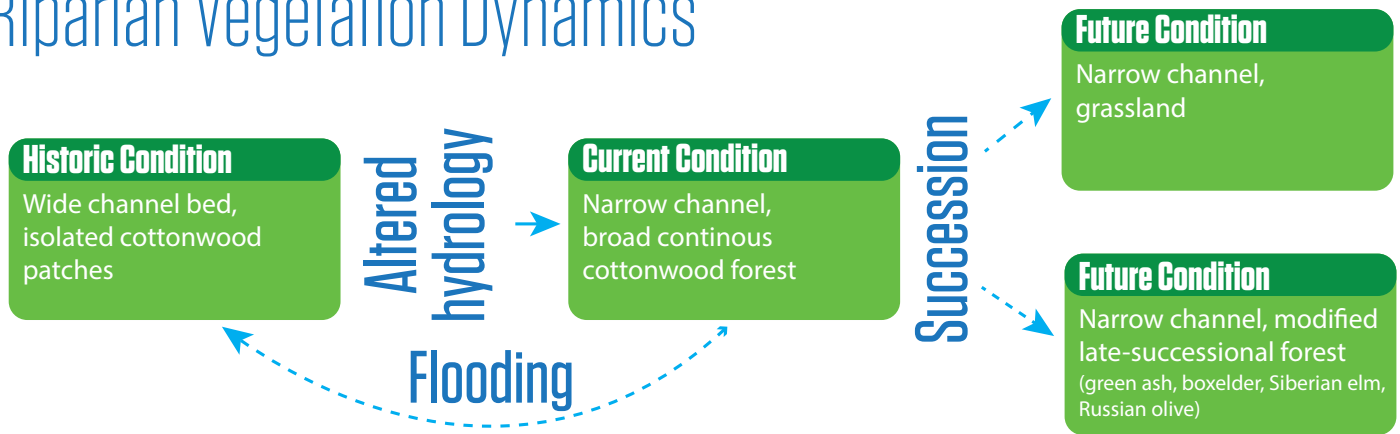 Riparian Vegetation Dynamics
Historic Condition
Wide channel bed,
isolated cottonwood
patches
Altered
hydrology
Flooding
Current Condition
Narrow channel,
broad continous
cottonwood forest
Succession
Future Condition
Narrow channel,
grassland
Future Condition
Narrow channel, modified
late-successional forest
(green ash, boxelder, Siberian elm,
Russian olive)